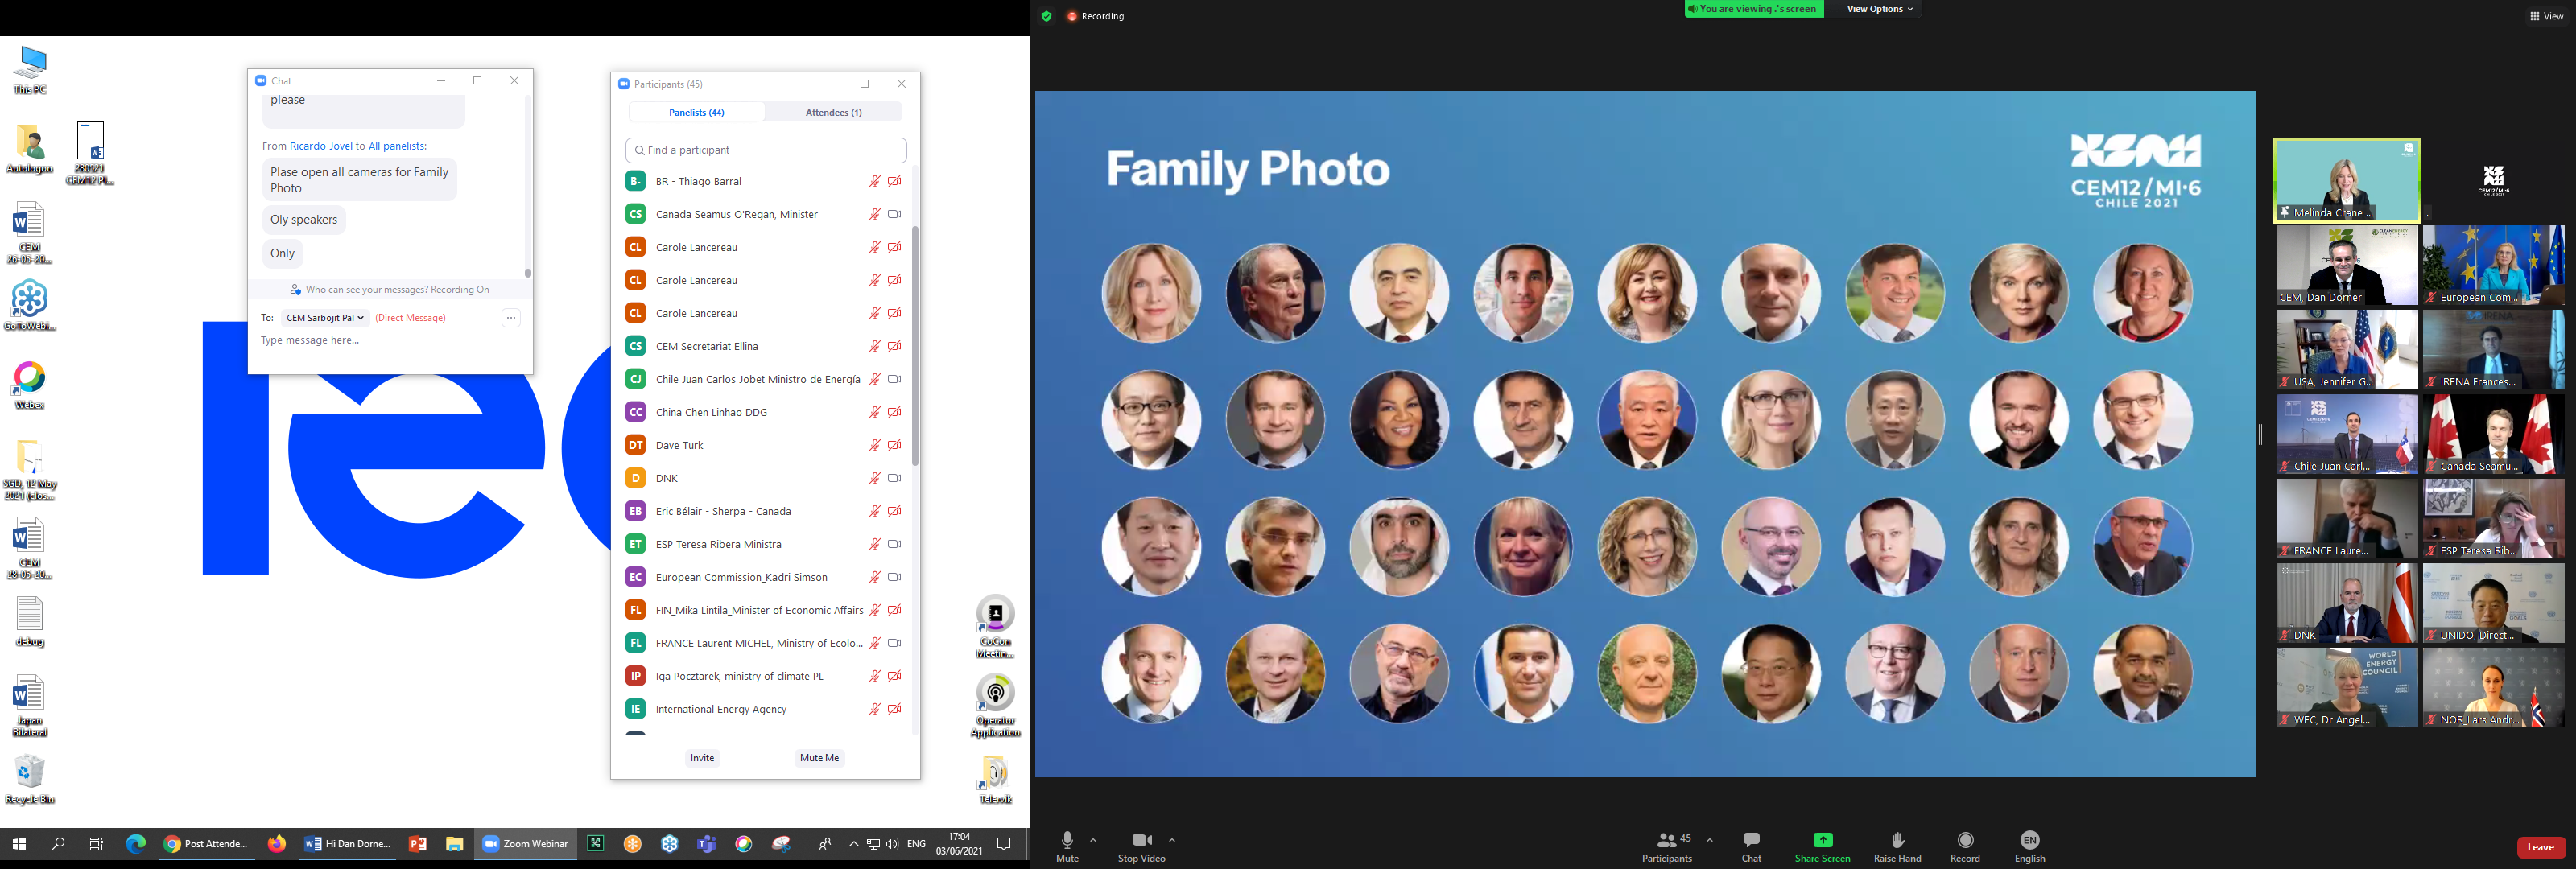 This PC
Autologon
280521
CEM12 Pl...
CEM
26-05-20...
GoToWebi...
Webex
SGD, 12 May
2021 (clos...
CEM
28-05-20...
debug
Japan
Bilateral
Recycle Bin
CoCon
Meetin...
Operator
Application
Televik
Chat
please
From Ricardo Jovel to All panelists:
Plase open all cameras for Family
Photo
Oly speakers
Only
Who can see your messages? Recording On
To: CEM Sarbojit Pal (Direct Message)
Type message here...
Participants (45)
Panelists (44) Attendees (1)
Find a participant
B- BR - Thiago Barral
CS Canada Seamus O'Regan, Minister
CL Carole Lancereau
CL Carole Lancereau
CL Carole Lancereau
CS CEM Secretariat Ellina
CJ Chile Juan Carlos Jobet Ministro de Energía
CC China Chen Linhao DDG
DT Dave Turk
D DNK
EB Eric Bélair - Sherpa - Canada
ET ESP Teresa Ribera Ministra
EC European Commission_Kadri Simson
FL FIN_Mika Lintilä_Minister of Economic Affairs
FL FRANCE Laurent MICHEL, Ministry of Ecolo...
IP Iga Pocztarek, ministry of climate PL
IE International Energy Agency
Invite Mute Me
Post Attende...
Hi Dan Dorne...
Zoom Webinar
ENG
17:04
03/06/2021
Recording
You are viewing .'s screen
View Options
View
Family Photo
CEM12/MI·6
CHILE 2021
Melinda Crane ...
CEM12/MI·6
.
CEM, Dan Dorner
European Com...
USA, Jennifer G...
IRENA
IRENA Frances...
Chile Juan Carl...
Canada Seamu...
FRANCE Laure...
ESP Teresa Rib...
DNK
UNIDO, Direct...
WORLD
ENERGY
COUNCIL
WEC, Dr Angel...
NOR_Lars Andr...
Mute
Stop Video
45
Participants
Chat
Share Screen
Raise Hand
Record
EN
English
Leave